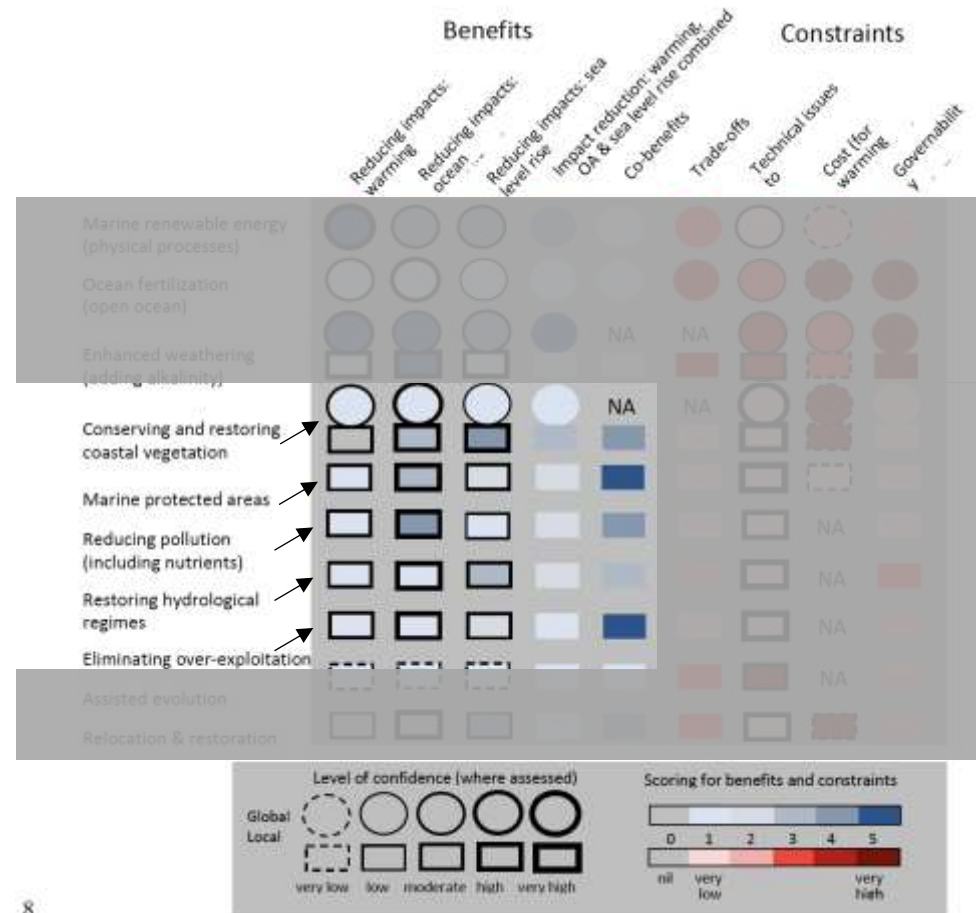 Benefits
Constraints
Reducing impacts:
warming
Reducing impacts:
ocean
Reducing impacts: sea
level rise
Impact reduction: warming,
OA & sea level rise combined
Co-benefits
Trade-offs
Technical issues
to
Cost (for
warming
Governabilit
y
Marine renewable energy
(physical processes)
Ocean fertilization
(open ocean)
NA NA
Enhanced weathering
(adding alkalinity)
NA NA
Conserving and restoring
coastal vegetation
Marine protected areas
Reducing pollution
(including nutrients)
NA
Restoring hydrological
regimes
NA
Eliminating over-exploitation
NA
Assisted evolution
NA
Relocation & restoration
Level of confidence (where assessed)
Global
Local
very low low moderate high very high
Scoring for benefits and constraints
0 1 2 3 4 5
nil very low very high
8